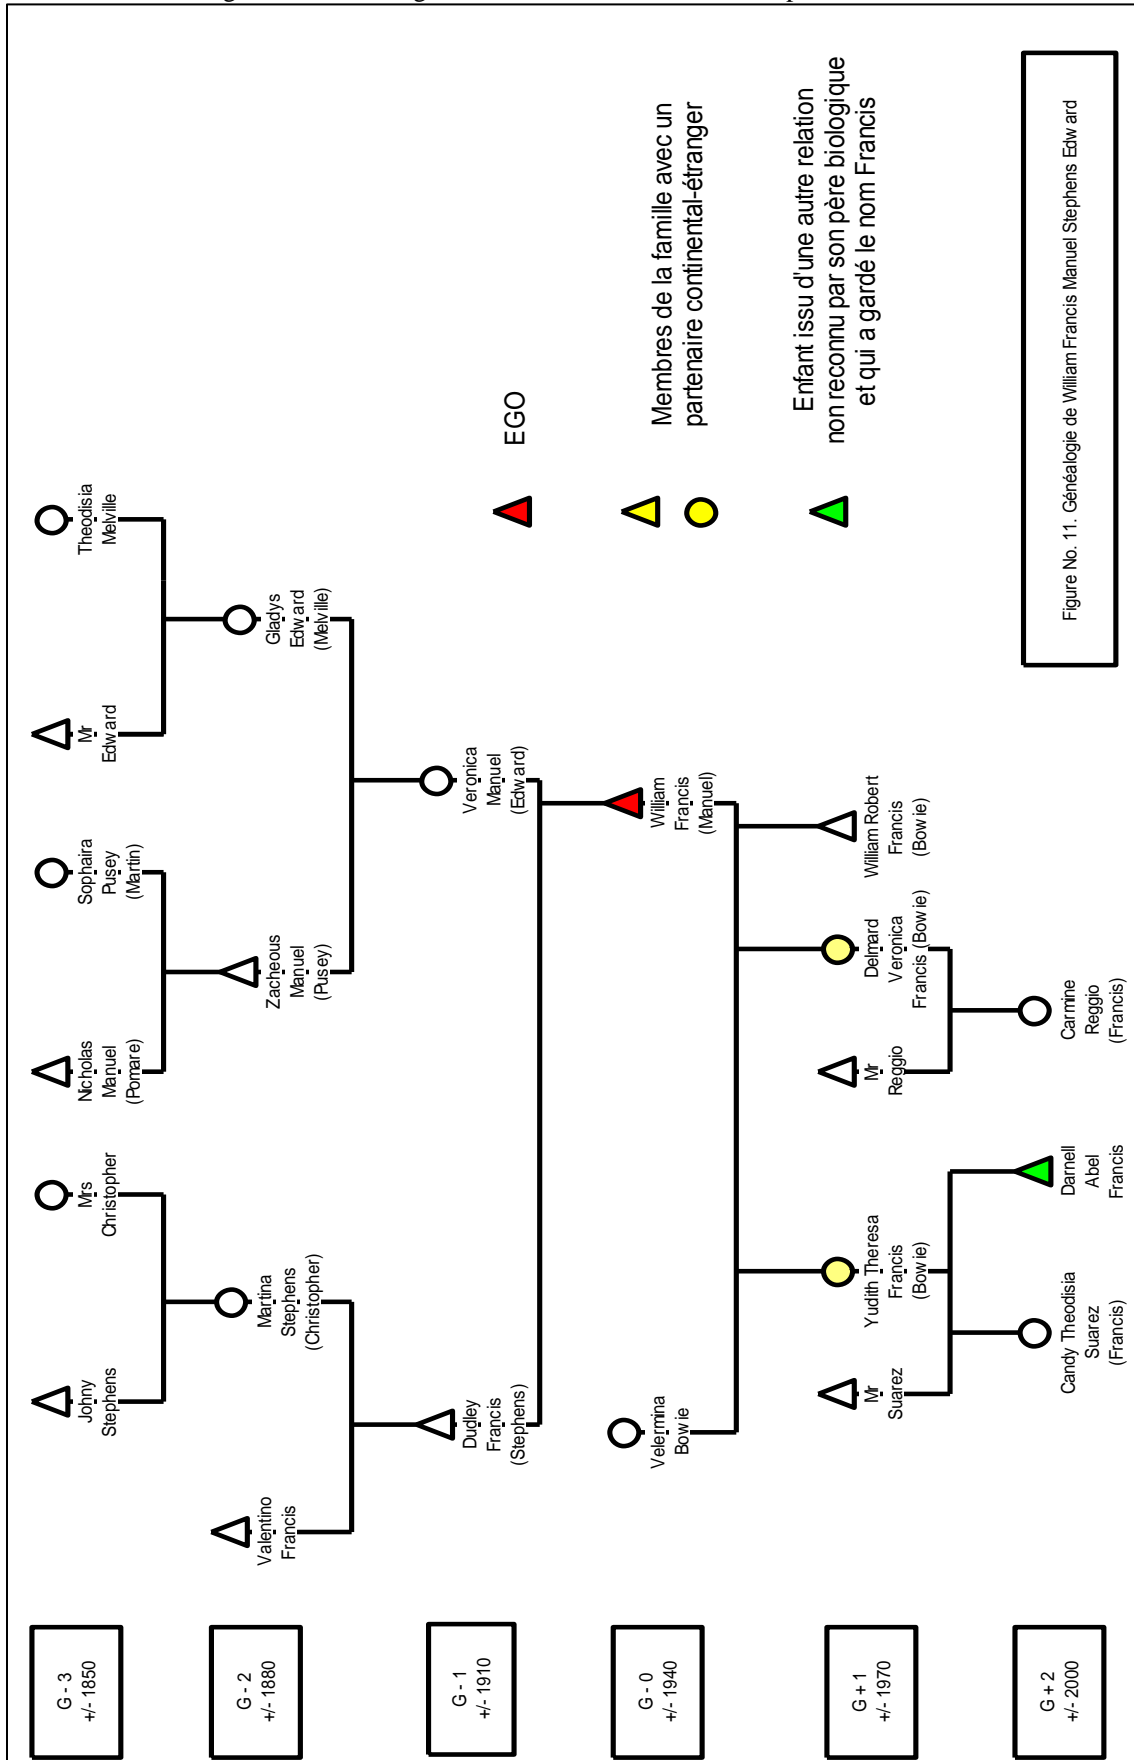 G - 3
+/- 1850
Johny
Stephens
Mrs
Christopher
Nicholas
Manuel
(Pomare)
Sophaira
Pusey
(Martin)
Mr
Edward
Theodisia
Melville
G - 2
+/- 1880
Valentino
Francis
Martina
Stephens
(Christopher)
Zacheous
Manuel
(Pusey)
Gladys
Edward
(Melville)
G - 1
+/- 1910
Dudley
Francis
(Stephens)
Veronica
Manuel
(Edward)
EGO
G - 0
+/- 1940
Velermina
Bowie
William
Francis
(Manuel)
Membres de la famille avec un
partenaire continental-étranger
G + 1
+/- 1970
Mr
Suarez
Yudith Theresa
Francis
(Bowie)
Mr
Reggio
Delmard
Veronica
Francis (Bowie)
William Robert
Francis
(Bowie)
Enfant issu d'une autre relation
non reconnu par son père biologique
et qui a gardé le nom Francis
G + 2
+/- 2000
Candy Theodisia
Suarez
(Francis)
Darnell
Abel
Francis
Carmine
Reggio
(Francis)
Figure No. 11. Généalogie de William Francis Manuel Stephens Edward